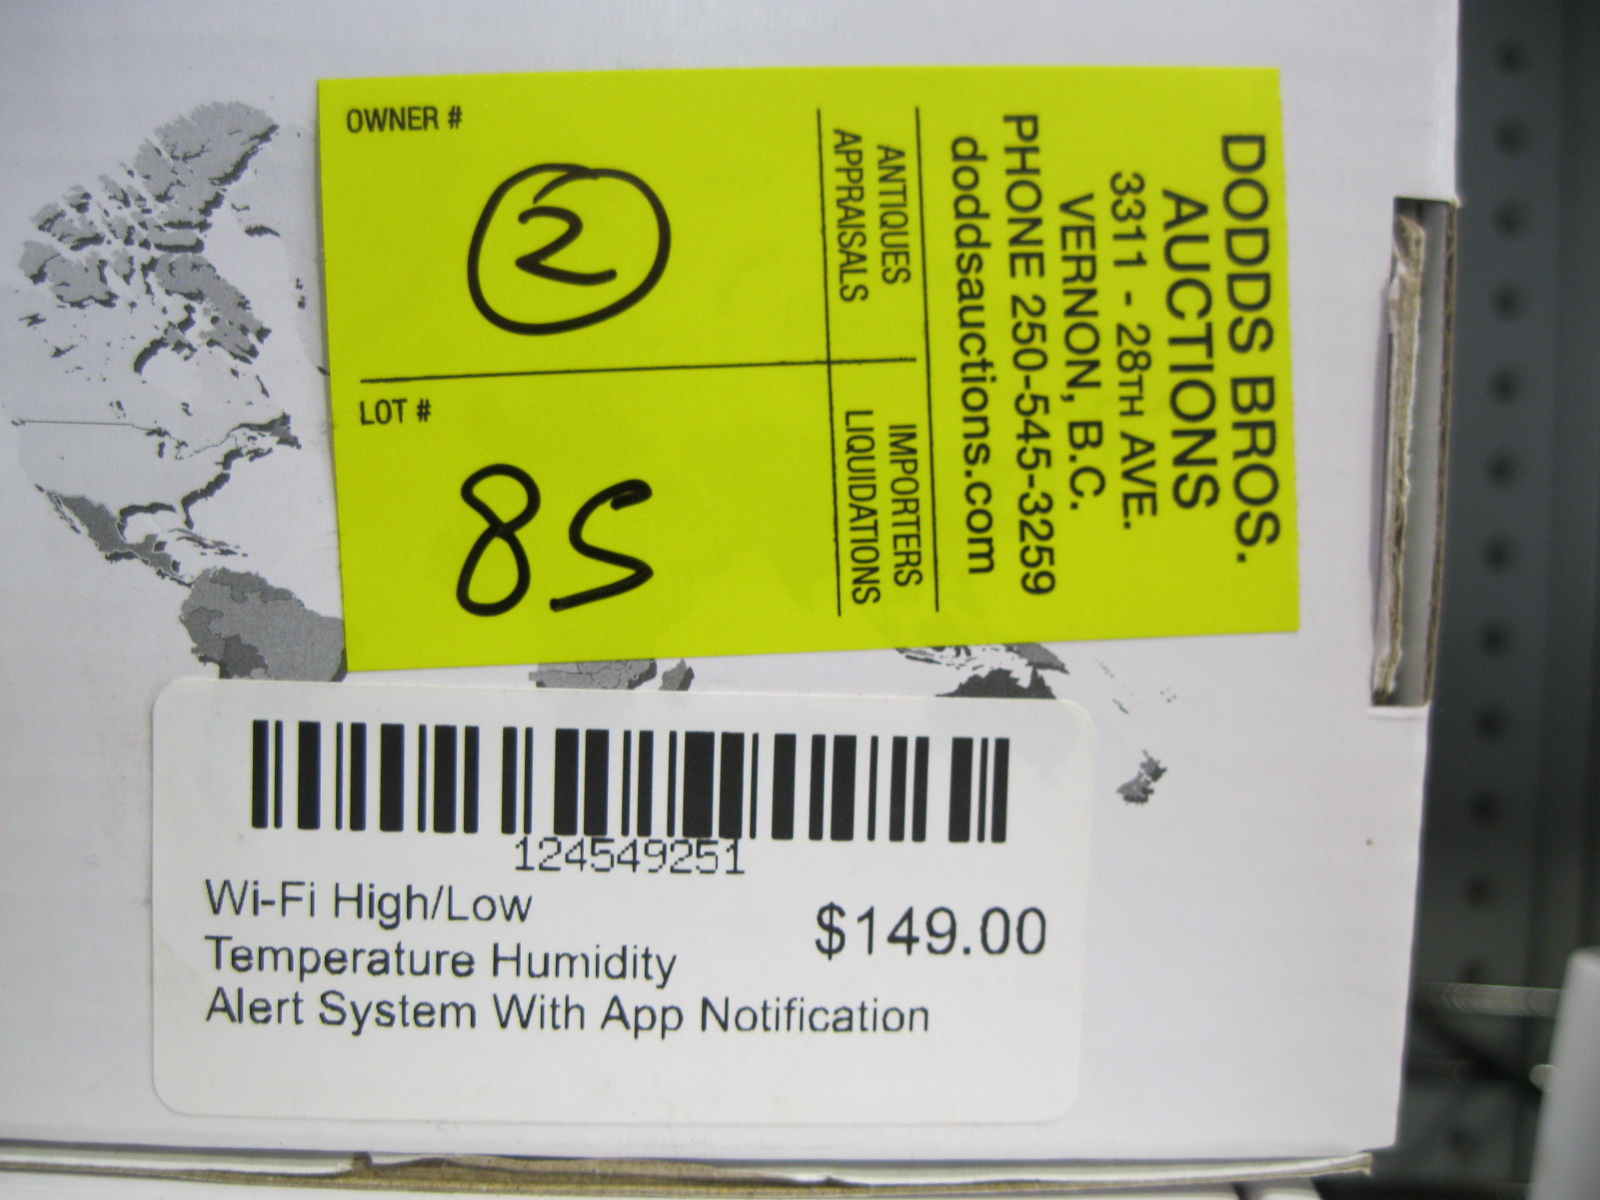 DODDS BROS.
AUCTIONS
3311 - 28TH AVE.
VERNON, B.C.
PHONE 250-545-3259
doddsauctions.com
ANTIQUES
APPRAISALS
IMPORTERS
LIQUIDATIONS
OWNER #
2
LOT #
85
124549251
Wi-Fi High/Low
Temperature Humidity
Alert System With App Notification
$149.00